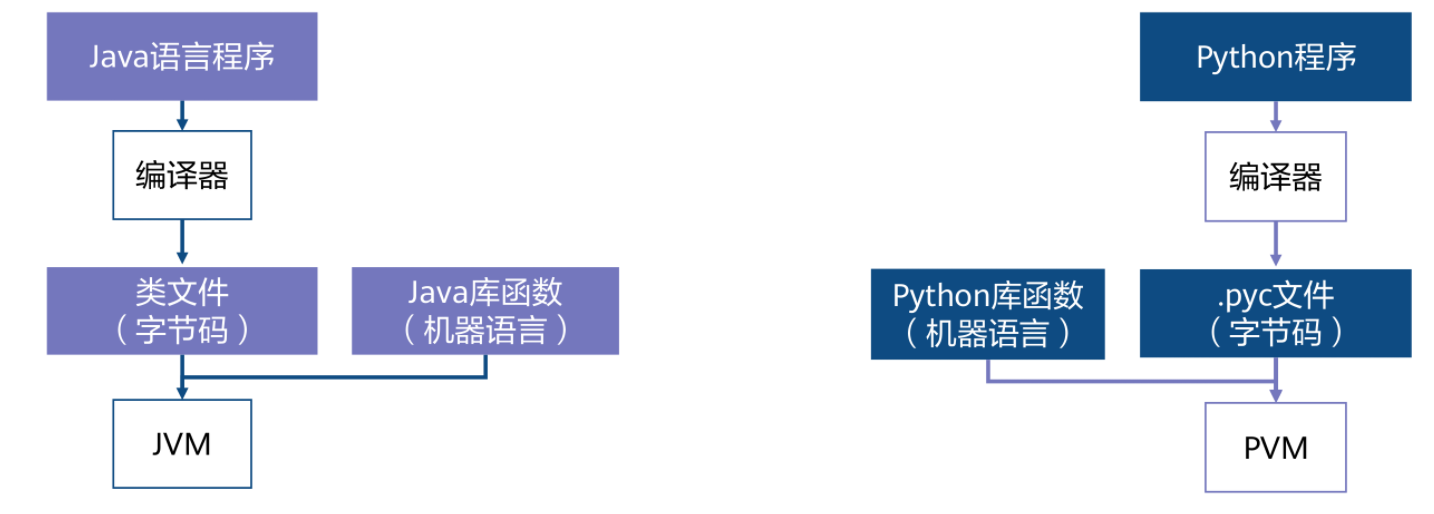 Java语言程序
编译器
类文件
（字节码）
Java库函数
（机器语言）
JVM
Python程序
编译器
Python库函数
（机器语言）
.pyc文件
（字节码）
PVM